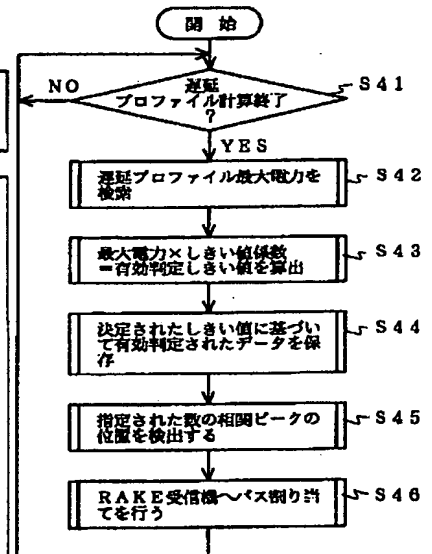 開 始
遅延
プロファイル計算終了
?
S41
NO
YES
遅延プロファイル最大電力を
検索
S42
最大電力×しきい値係数
=有効判定しきい値を算出
S43
決定されたしきい値に基づい
て有効判定されたデータを保
存
S44
指定された数の相関ピークの
位置を検出する
S45
RAKE受信機へパス割り当
てを行う
S46